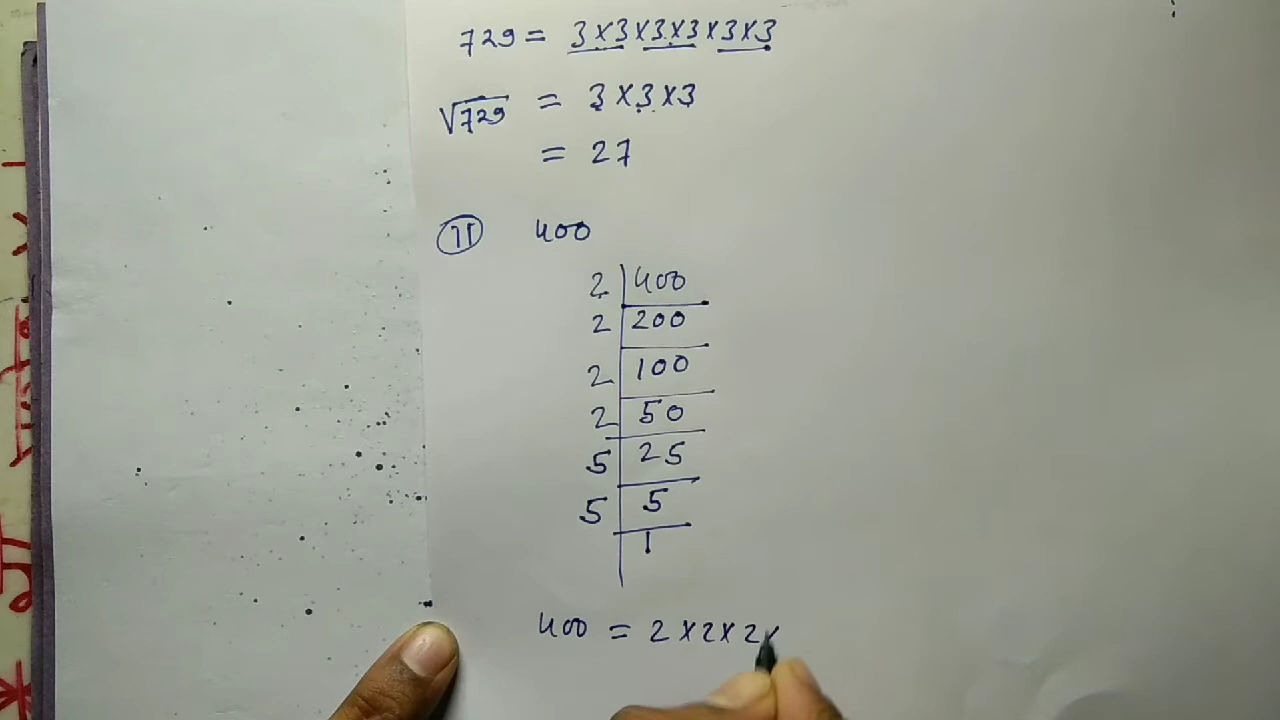 729 = 3×3×3×3×3×3
√729 = 3×3×3
= 27
II 400
2 | 400
2 | 200
2 | 100
2 | 50
5 | 25
5 | 5
1
400 = 2×2×2×